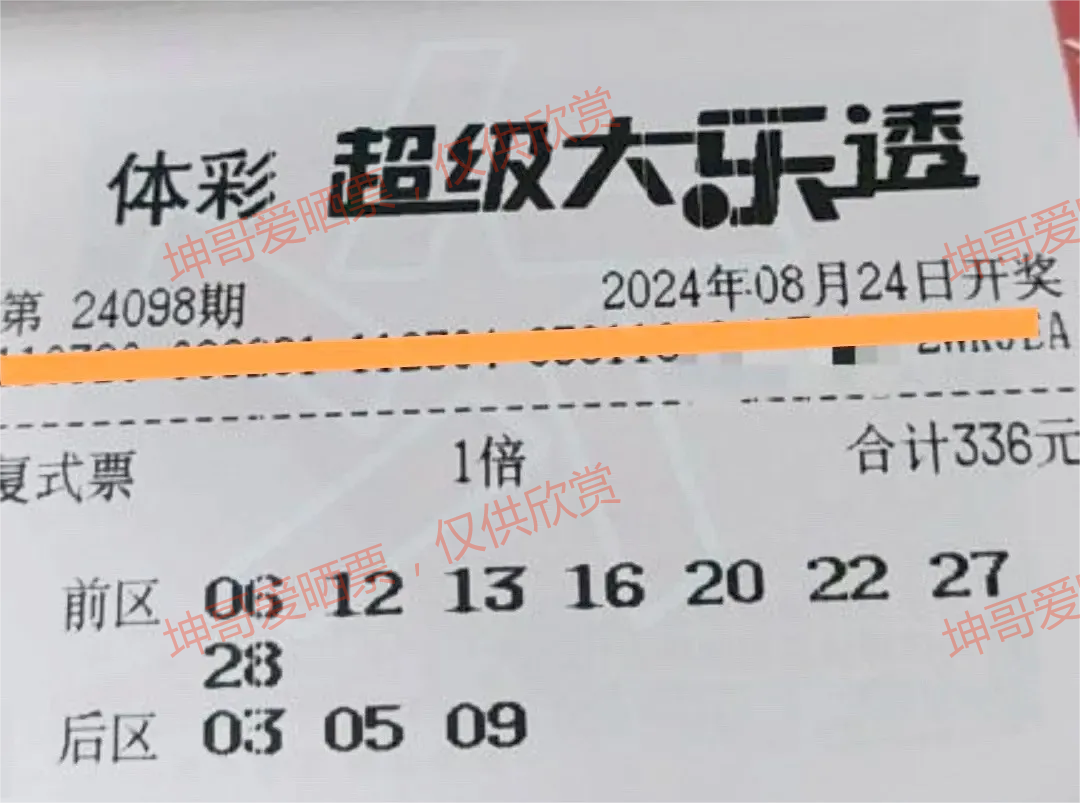 体彩 超级大乐透
第 24098期 2024年08月24日开奖
复式票 1倍 合计336元
前区 06 12 13 16 20 22 27
28
后区 03 05 09
坤哥爱晒票，仅供欣赏
坤哥爱
坤哥爱晒票，仅供欣赏
坤哥爱